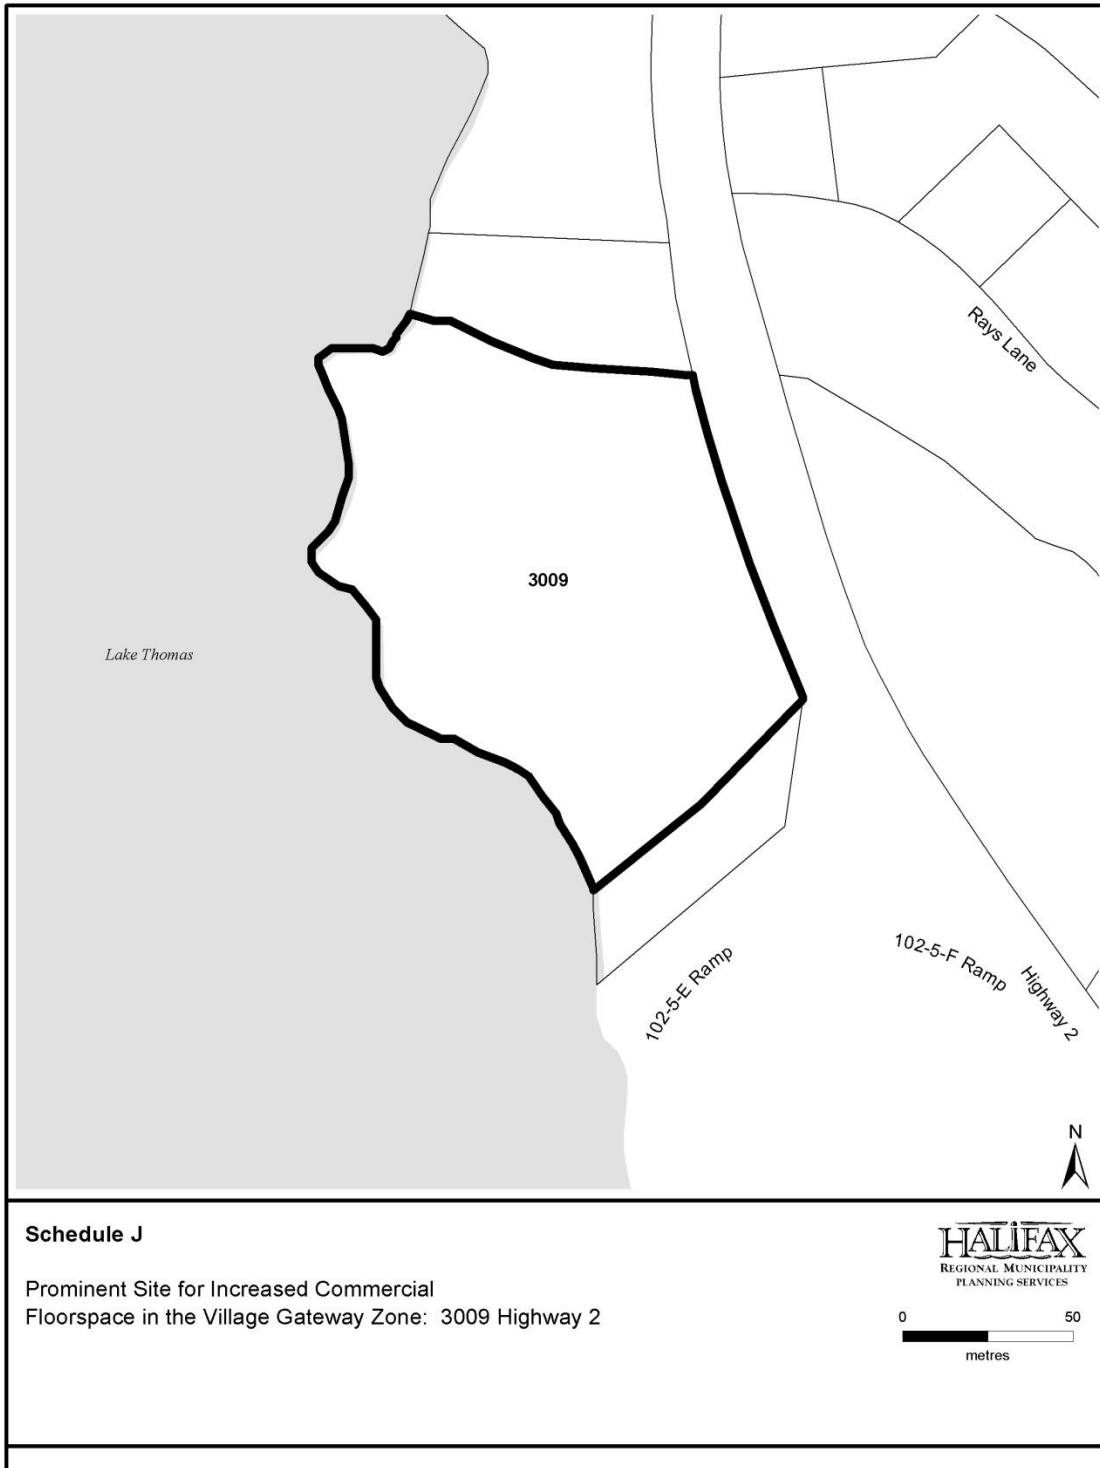 Rays Lane
3009
Lake Thomas
102-5-E Ramp
102-5-F Ramp
Highway 2
N
Schedule J
Prominent Site for Increased Commercial
Floorspace in the Village Gateway Zone:  3009 Highway 2
HALIFAX
REGIONAL MUNICIPALITY
PLANNING SERVICES
0 50
metres